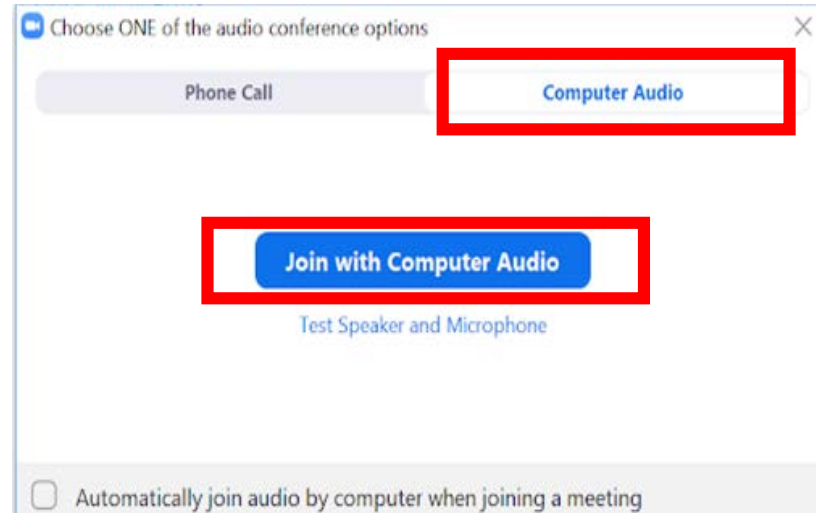 Choose ONE of the audio conference options
Phone Call
Computer Audio
Join with Computer Audio
Test Speaker and Microphone
Automatically join audio by computer when joining a meeting